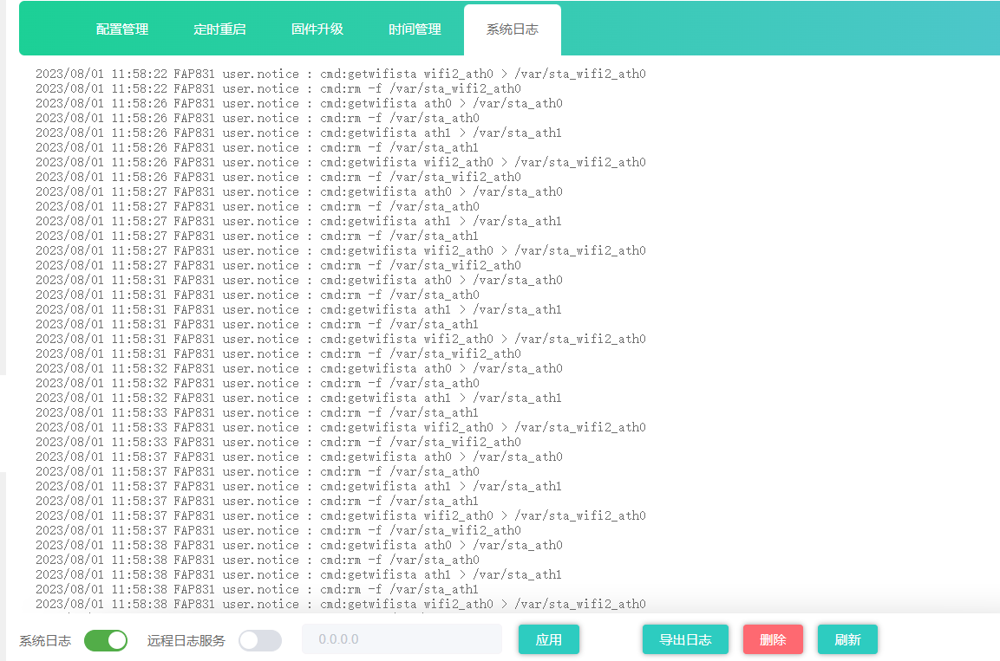 配置管理 定时重启 固件升级 时间管理 系统日志
2023/08/01 11:58:22 FAP831 user.notice : cmd:getwifista wifi2_ath0 > /var/sta_wifi2_ath0
2023/08/01 11:58:22 FAP831 user.notice : cmd:rm -f /var/sta_wifi2_ath0
2023/08/01 11:58:26 FAP831 user.notice : cmd:getwifista ath0 > /var/sta_ath0
2023/08/01 11:58:26 FAP831 user.notice : cmd:rm -f /var/sta_ath0
2023/08/01 11:58:26 FAP831 user.notice : cmd:getwifista ath1 > /var/sta_ath1
2023/08/01 11:58:26 FAP831 user.notice : cmd:rm -f /var/sta_ath1
2023/08/01 11:58:26 FAP831 user.notice : cmd:getwifista wifi2_ath0 > /var/sta_wifi2_ath0
2023/08/01 11:58:26 FAP831 user.notice : cmd:rm -f /var/sta_wifi2_ath0
2023/08/01 11:58:27 FAP831 user.notice : cmd:getwifista ath0 > /var/sta_ath0
2023/08/01 11:58:27 FAP831 user.notice : cmd:rm -f /var/sta_ath0
2023/08/01 11:58:27 FAP831 user.notice : cmd:getwifista ath1 > /var/sta_ath1
2023/08/01 11:58:27 FAP831 user.notice : cmd:rm -f /var/sta_ath1
2023/08/01 11:58:27 FAP831 user.notice : cmd:getwifista wifi2_ath0 > /var/sta_wifi2_ath0
2023/08/01 11:58:27 FAP831 user.notice : cmd:rm -f /var/sta_wifi2_ath0
2023/08/01 11:58:31 FAP831 user.notice : cmd:getwifista ath0 > /var/sta_ath0
2023/08/01 11:58:31 FAP831 user.notice : cmd:rm -f /var/sta_ath0
2023/08/01 11:58:31 FAP831 user.notice : cmd:getwifista ath1 > /var/sta_ath1
2023/08/01 11:58:31 FAP831 user.notice : cmd:rm -f /var/sta_ath1
2023/08/01 11:58:31 FAP831 user.notice : cmd:getwifista wifi2_ath0 > /var/sta_wifi2_ath0
2023/08/01 11:58:31 FAP831 user.notice : cmd:rm -f /var/sta_wifi2_ath0
2023/08/01 11:58:32 FAP831 user.notice : cmd:getwifista ath0 > /var/sta_ath0
2023/08/01 11:58:32 FAP831 user.notice : cmd:rm -f /var/sta_ath0
2023/08/01 11:58:32 FAP831 user.notice : cmd:getwifista ath1 > /var/sta_ath1
2023/08/01 11:58:33 FAP831 user.notice : cmd:rm -f /var/sta_ath1
2023/08/01 11:58:33 FAP831 user.notice : cmd:getwifista wifi2_ath0 > /var/sta_wifi2_ath0
2023/08/01 11:58:33 FAP831 user.notice : cmd:rm -f /var/sta_wifi2_ath0
2023/08/01 11:58:37 FAP831 user.notice : cmd:getwifista ath0 > /var/sta_ath0
2023/08/01 11:58:37 FAP831 user.notice : cmd:rm -f /var/sta_ath0
2023/08/01 11:58:37 FAP831 user.notice : cmd:getwifista ath1 > /var/sta_ath1
2023/08/01 11:58:37 FAP831 user.notice : cmd:rm -f /var/sta_ath1
2023/08/01 11:58:37 FAP831 user.notice : cmd:getwifista wifi2_ath0 > /var/sta_wifi2_ath0
2023/08/01 11:58:37 FAP831 user.notice : cmd:rm -f /var/sta_wifi2_ath0
2023/08/01 11:58:38 FAP831 user.notice : cmd:getwifista ath0 > /var/sta_ath0
2023/08/01 11:58:38 FAP831 user.notice : cmd:rm -f /var/sta_ath0
2023/08/01 11:58:38 FAP831 user.notice : cmd:getwifista ath1 > /var/sta_ath1
2023/08/01 11:58:38 FAP831 user.notice : cmd:rm -f /var/sta_ath1
2023/08/01 11:58:38 FAP831 user.notice : cmd:getwifista wifi2_ath0 > /var/sta_wifi2_ath0
系统日志 远程日志服务 0.0.0.0 应用 导出日志 删除 刷新